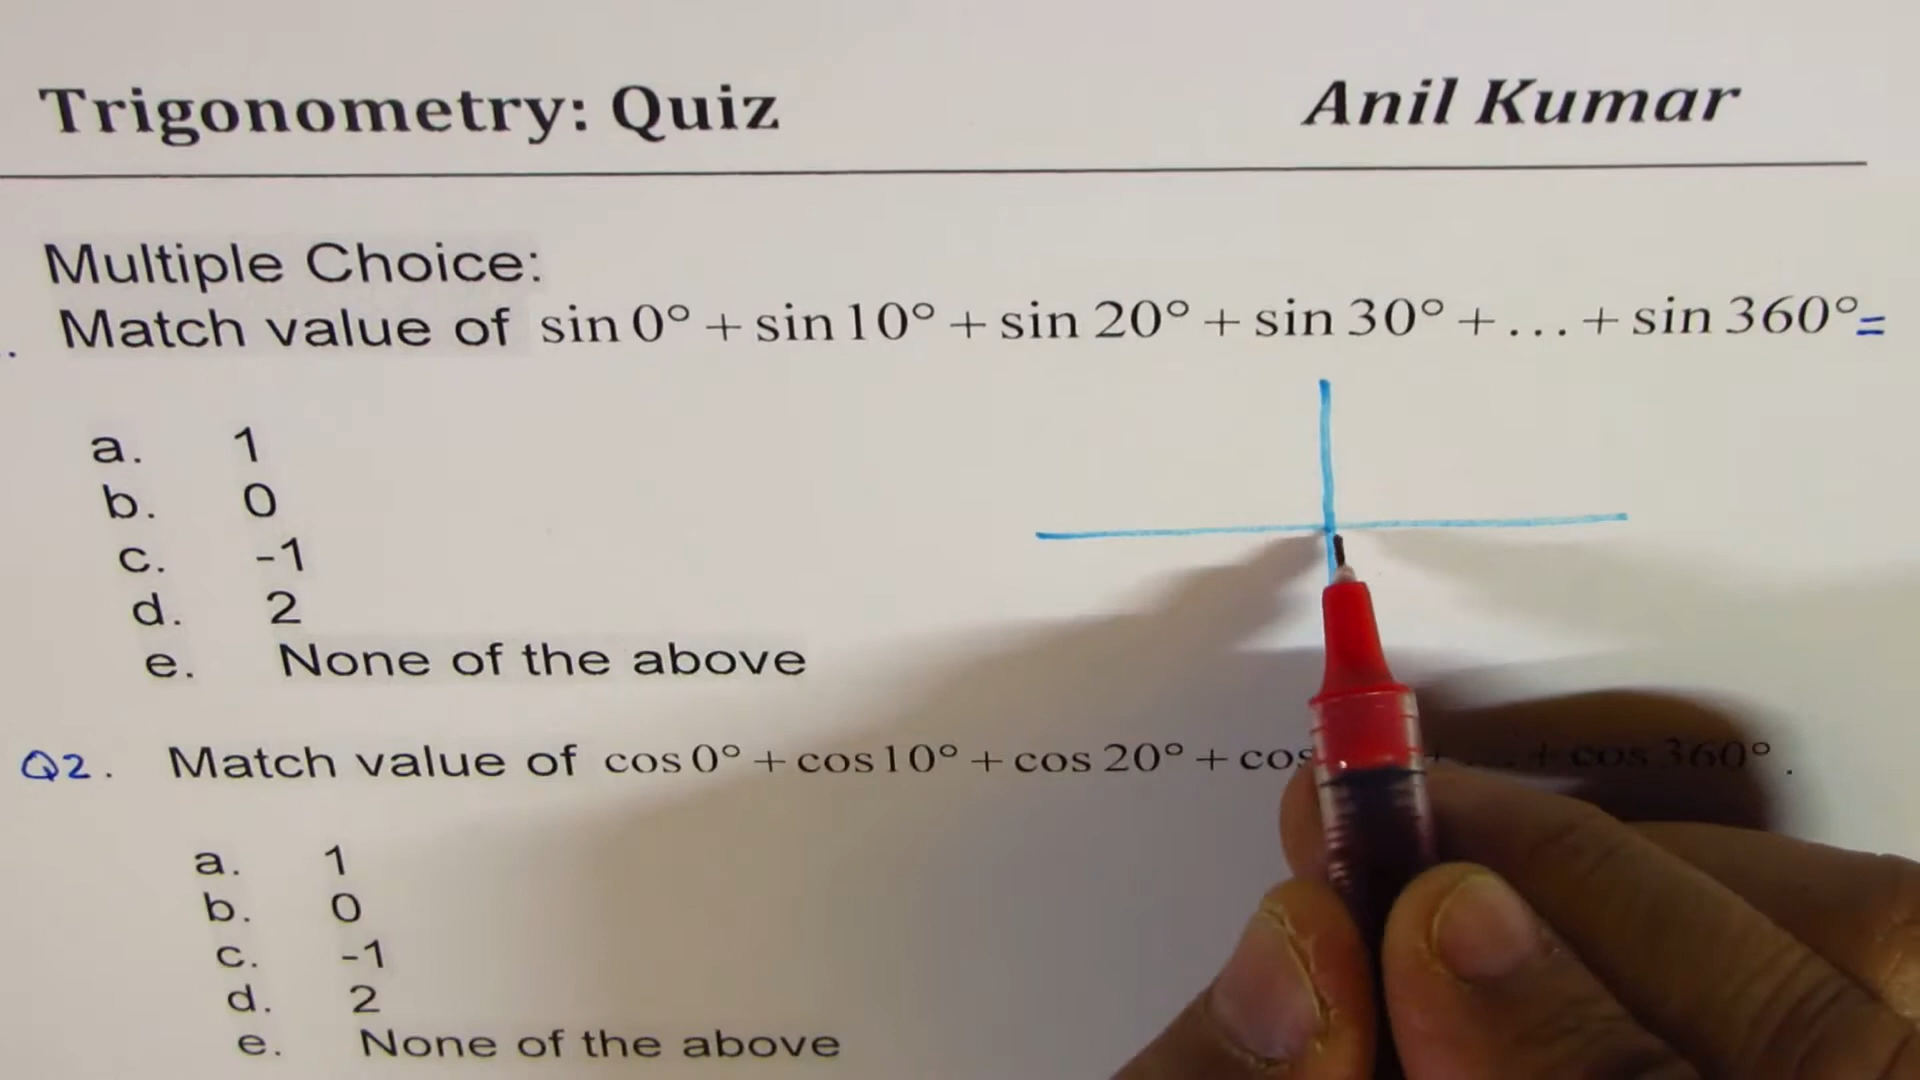 Trigonometry: Quiz Anil Kumar
Multiple Choice:
Match value of sin 0° + sin 10° + sin 20° + sin 30° + ... + sin 360° =
a. 1
b. 0
c. -1
d. 2
e. None of the above
Q2. Match value of cos 0° + cos 10° + cos 20° + cos + cos 360° .
a. 1
b. 0
c. -1
d. 2
e. None of the above